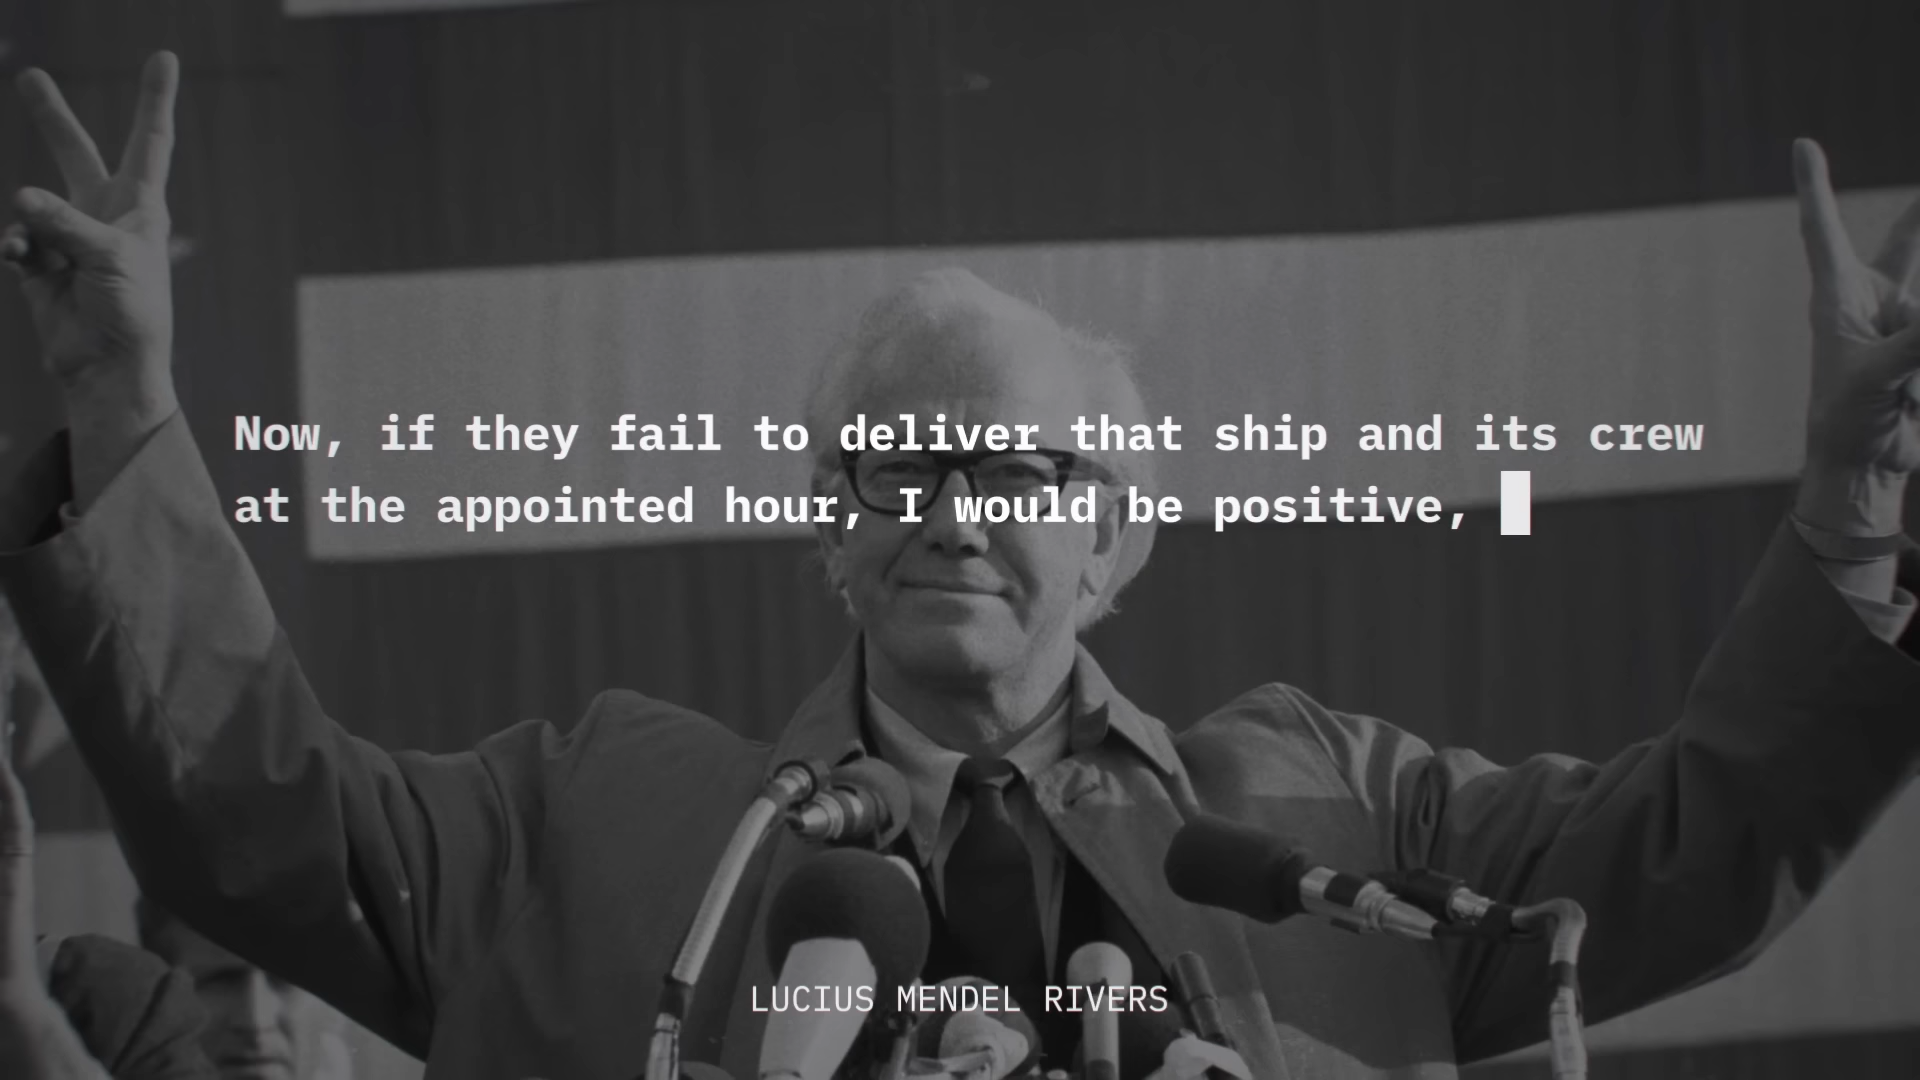 Now, if they fail to deliver that ship and its crew
at the appointed hour, I would be positive,
LUCIUS MENDEL RIVERS